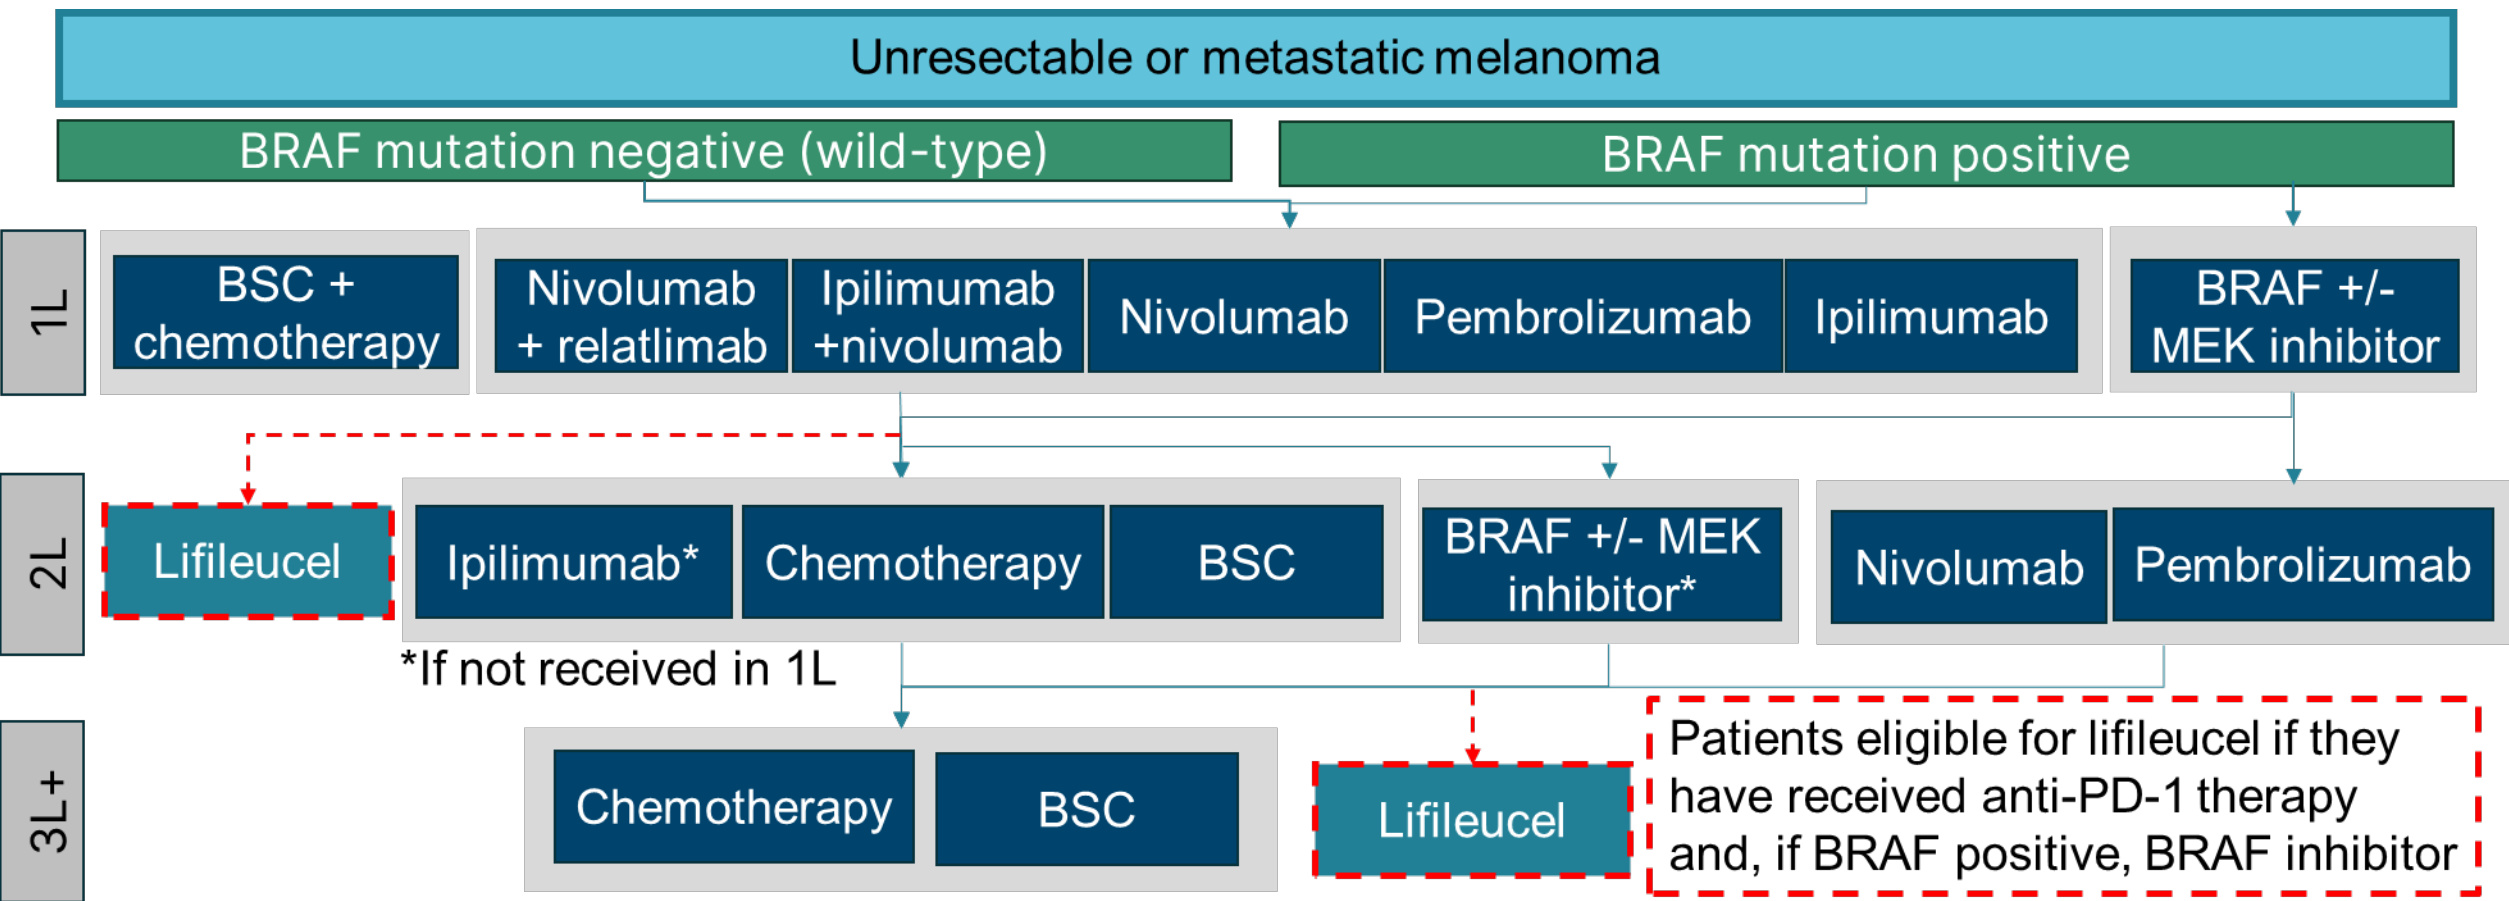 Unresectable or metastatic melanoma
BRAF mutation negative (wild-type)
BRAF mutation positive
1L
BSC +
chemotherapy
Nivolumab
+ relatlimab
Ipilimumab
+nivolumab
Nivolumab
Pembrolizumab
Ipilimumab
BRAF +/-
MEK inhibitor
2L
Lifileucel
Ipilimumab*
Chemotherapy
BSC
BRAF +/- MEK
inhibitor*
Nivolumab
Pembrolizumab
*If not received in 1L
3L+
Chemotherapy
BSC
Lifileucel
Patients eligible for lifileucel if they
have received anti-PD-1 therapy
and, if BRAF positive, BRAF inhibitor